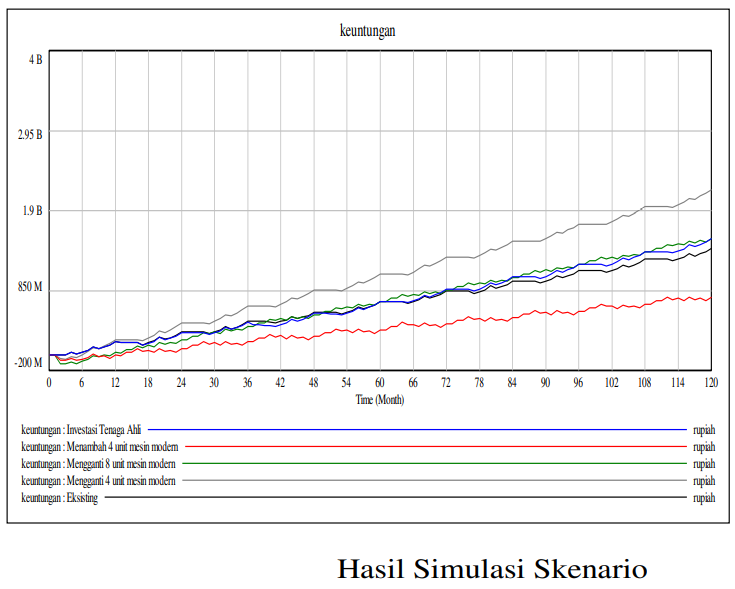 keuntungan
4 B
2.95 B
1.9 B
850 M
-200 M
0 6 12 18 24 30 36 42 48 54 60 66 72 78 84 90 96 102 108 114 120
Time (Month)
keuntungan : Investasi Tenaga Ahli rupiah
keuntungan : Menambah 4 unit mesin modern rupiah
keuntungan : Mengganti 8 unit mesin modern rupiah
keuntungan : Mengganti 4 unit mesin modern rupiah
keuntungan : Eksisting rupiah
Hasil Simulasi Skenario